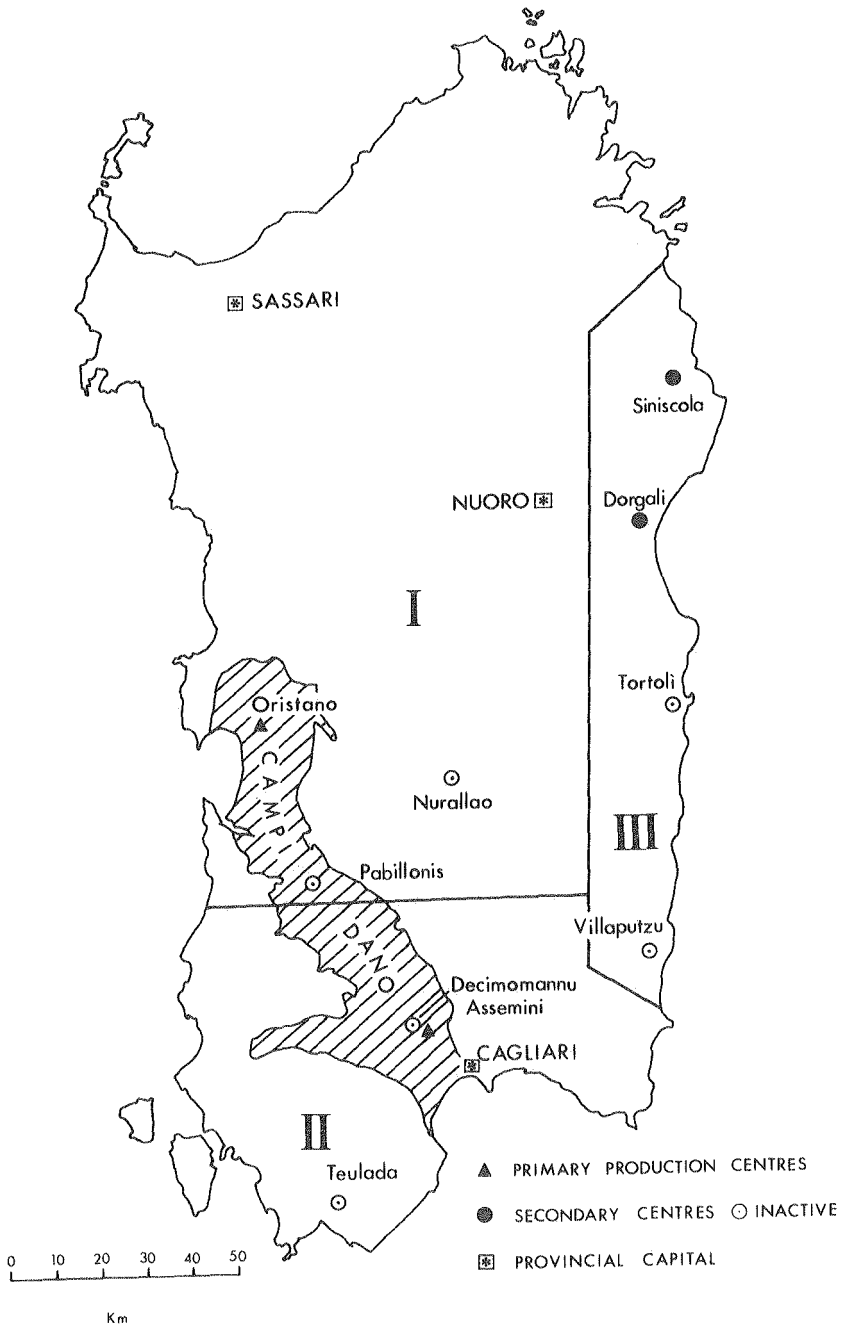 SASSARI
Siniscola
NUORO
Dorgali
I
Tortoli
Oristano
CAMPIDANO
Nurallao
III
Pabillonis
Villaputzu
Decimomannu
Assemini
CAGLIARI
II
Teulada
PRIMARY PRODUCTION CENTRES
SECONDARY CENTRES INACTIVE
PROVINCIAL CAPITAL
0 10 20 30 40 50
Km